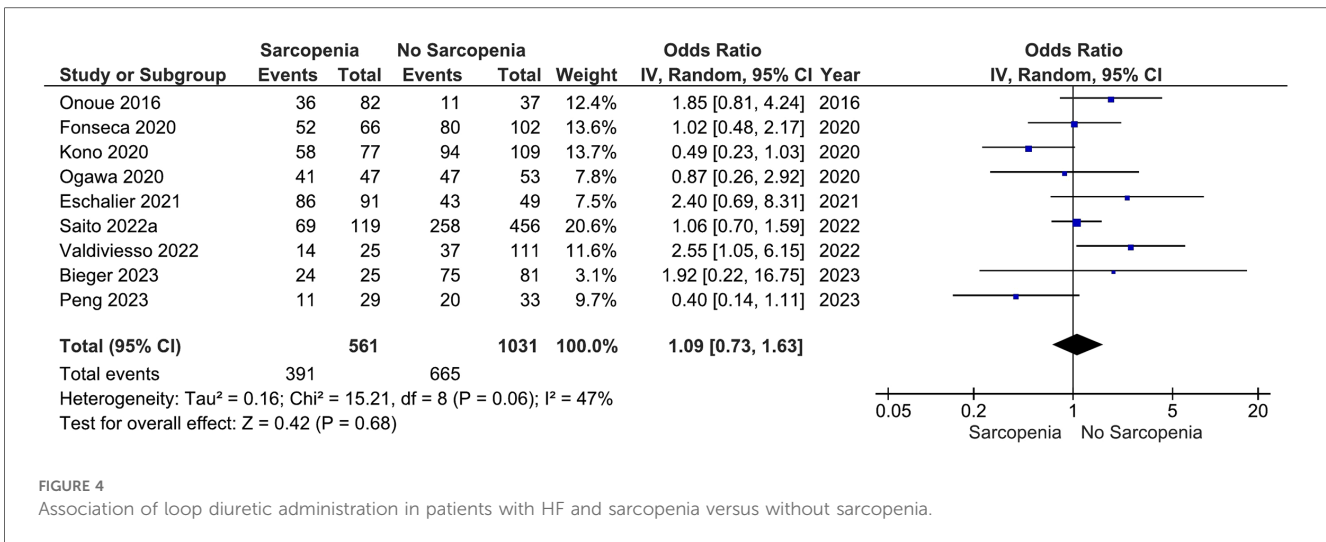 Sarcopenia No Sarcopenia Odds Ratio Odds Ratio
Study or Subgroup Events Total Events Total Weight IV, Random, 95% CI Year IV, Random, 95% CI
Onoue 2016 36 82 11 37 12.4% 1.85 [0.81, 4.24] 2016
Fonseca 2020 52 66 80 102 13.6% 1.02 [0.48, 2.17] 2020
Kono 2020 58 77 94 109 13.7% 0.49 [0.23, 1.03] 2020
Ogawa 2020 41 47 47 53 7.8% 0.87 [0.26, 2.92] 2020
Eschalier 2021 86 91 43 49 7.5% 2.40 [0.69, 8.31] 2021
Saito 2022a 69 119 258 456 20.6% 1.06 [0.70, 1.59] 2022
Valdiviesso 2022 14 25 37 111 11.6% 2.55 [1.05, 6.15] 2022
Bieger 2023 24 25 75 81 3.1% 1.92 [0.22, 16.75] 2023
Peng 2023 11 29 20 33 9.7% 0.40 [0.14, 1.11] 2023
Total (95% CI) 561 1031 100.0% 1.09 [0.73, 1.63]
Total events 391 665
Heterogeneity: Tau² = 0.16; Chi² = 15.21, df = 8 (P = 0.06); I² = 47%
Test for overall effect: Z = 0.42 (P = 0.68)
0.05 0.2 1 5 20
Sarcopenia No Sarcopenia
FIGURE 4
Association of loop diuretic administration in patients with HF and sarcopenia versus without sarcopenia.